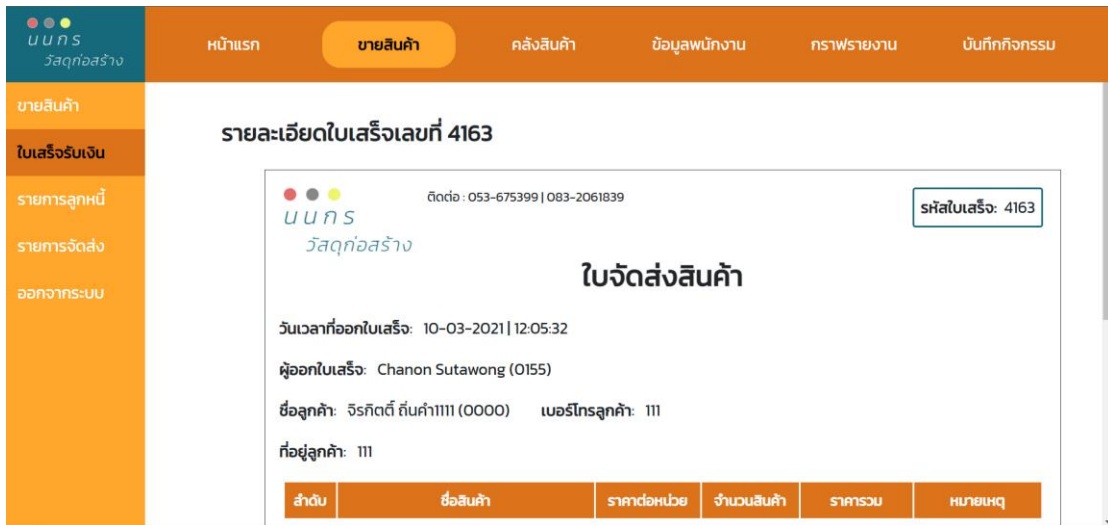 นนกร
วัสดุก่อสร้าง
หน้าแรก
ขายสินค้า
คลังสินค้า
ข้อมูลพนักงาน
กราฟรายงาน
บันทึกกิจกรรม
ขายสินค้า
ใบเสร็จรับเงิน
รายการลูกหนี้
รายการจัดส่ง
ออกจากระบบ
รายละเอียดใบเสร็จเลขที่ 4163
นนกร
วัสดุก่อสร้าง
ติดต่อ : 053-675399 | 083-2061839
รหัสใบเสร็จ: 4163
ใบจัดส่งสินค้า
วันเวลาที่ออกใบเสร็จ: 10-03-2021 | 12:05:32
ผู้ออกใบเสร็จ: Chanon Sutawong (0155)
ชื่อลูกค้า: จิรกิตติ์ ถิ่นคำ1111 (0000) เบอร์โทรลูกค้า: 111
ที่อยู่ลูกค้า: 111
ลำดับ ชื่อสินค้า ราคาต่อหน่วย จำนวนสินค้า ราคารวม หมายเหตุ